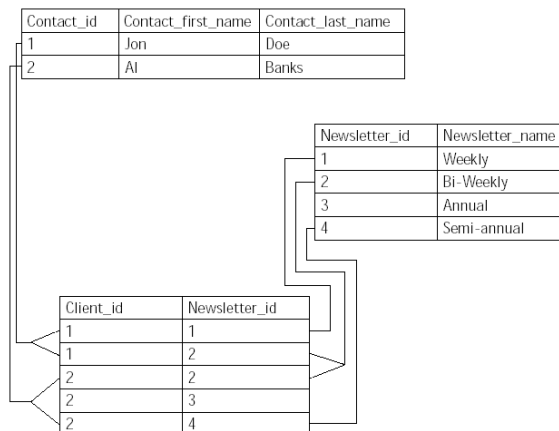 Contact_id Contact_first_name Contact_last_name
1 Jon Doe
2 Al Banks
Newsletter_id Newsletter_name
1 Weekly
2 Bi-Weekly
3 Annual
4 Semi-annual
Client_id Newsletter_id
1 1
1 2
2 2
2 3
2 4